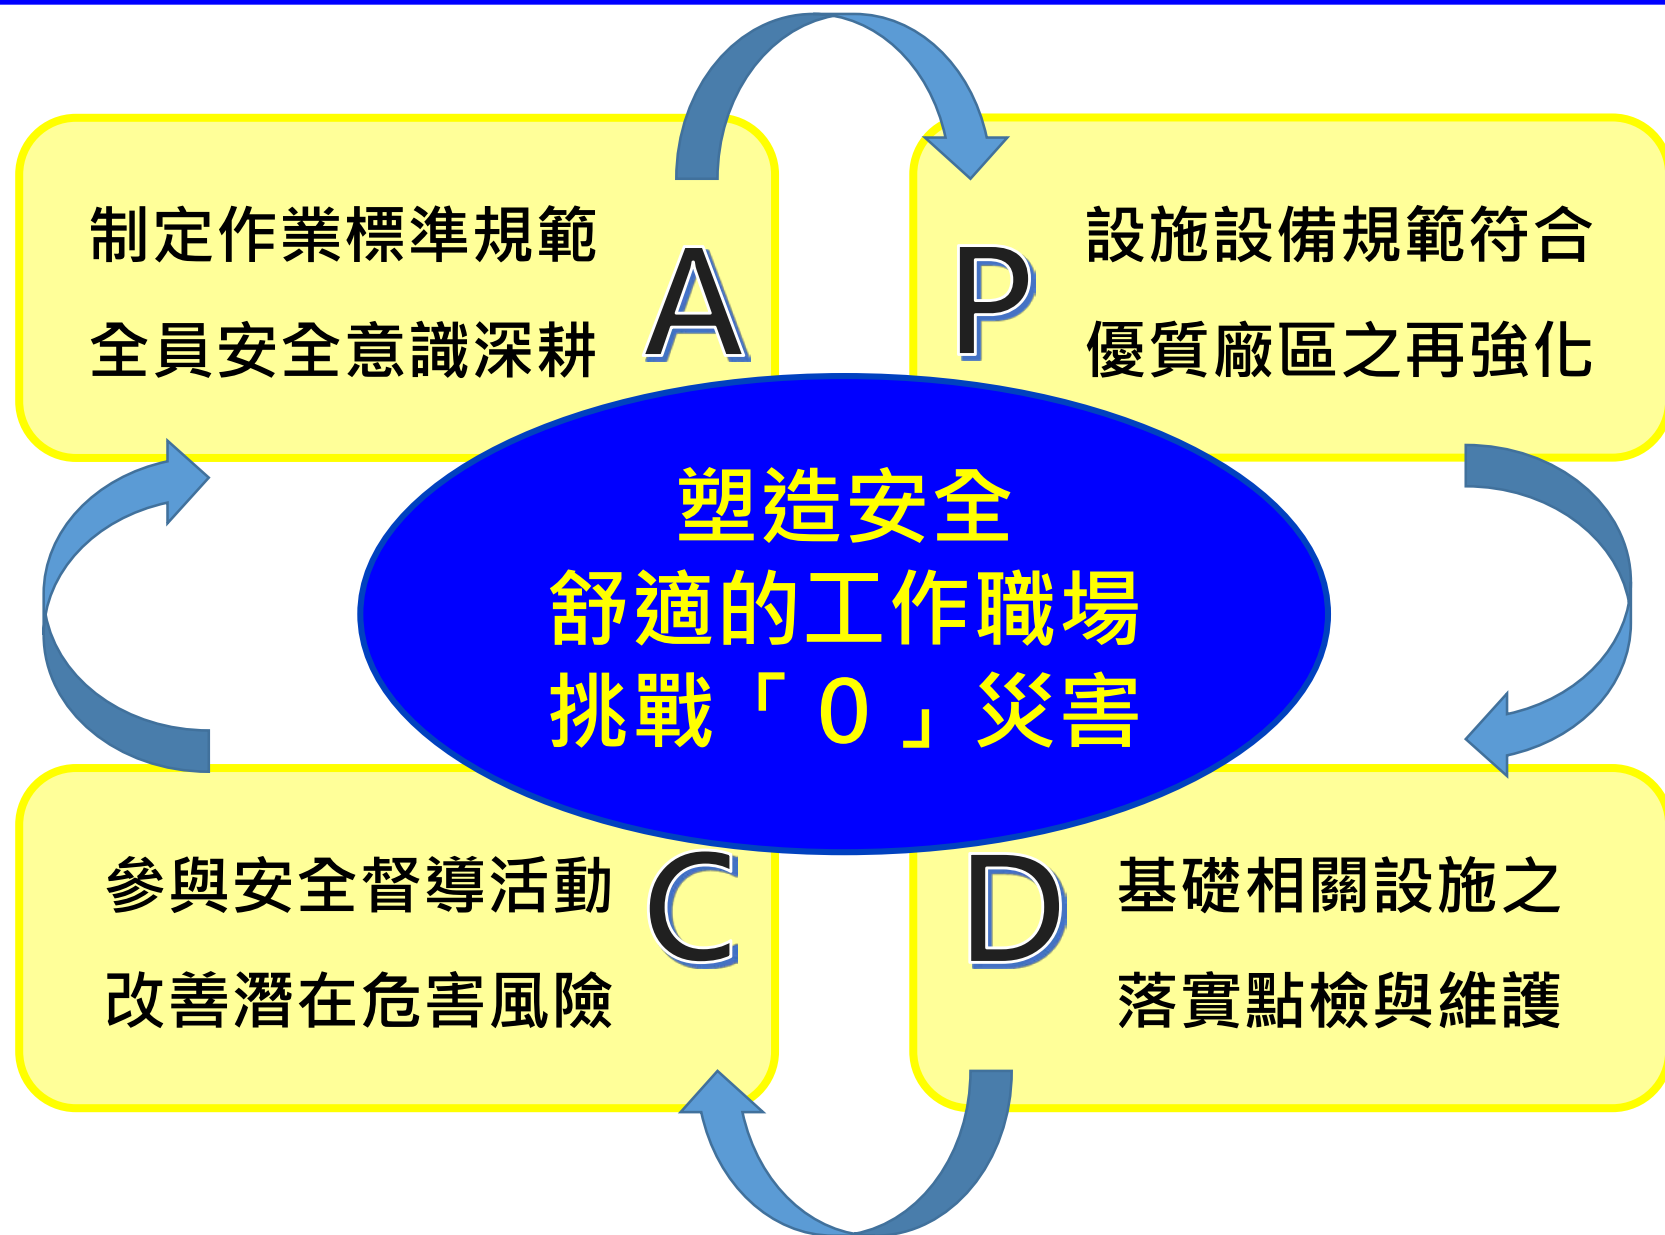 制定作業標準規範
全員安全意識深耕
A
P
設施設備規範符合
優質廠區之再強化
塑造安全
舒適的工作職場
挑戰「0」災害
參與安全督導活動
改善潛在危害風險
C
D
基礎相關設施之
落實點檢與維護